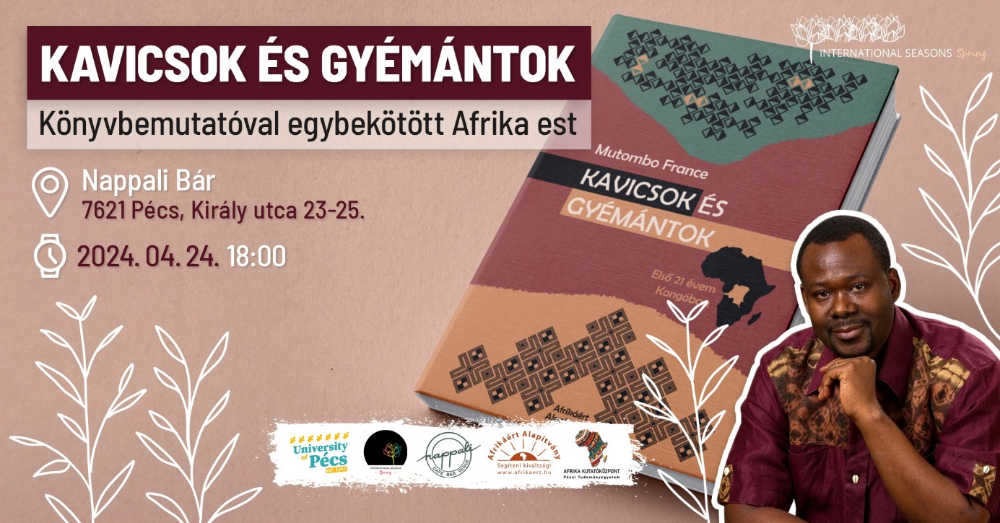 KAVICSOK ÉS GYÉMÁNTOK
Könyvbemutatóval egybekötött Afrika est
Nappali Bár
7621 Pécs, Király utca 23-25.
2024. 04. 24. 18:00
INTERNATIONAL SEASONS Spring
Mutombo France
KAVICSOK ÉS
GYÉMÁNTOK
Első 21 évem
Afrikáért
University
of Pécs
est. 1367
INTERNATIONAL SEASONS
Spring
nappali
CAFE BAR VENUE
Afrikáért Alapítvány
Segíteni kiváltság!
www.afrikaert.hu
AFRIKA KUTATÓKÖZPONT
Pécsi Tudományegyetem